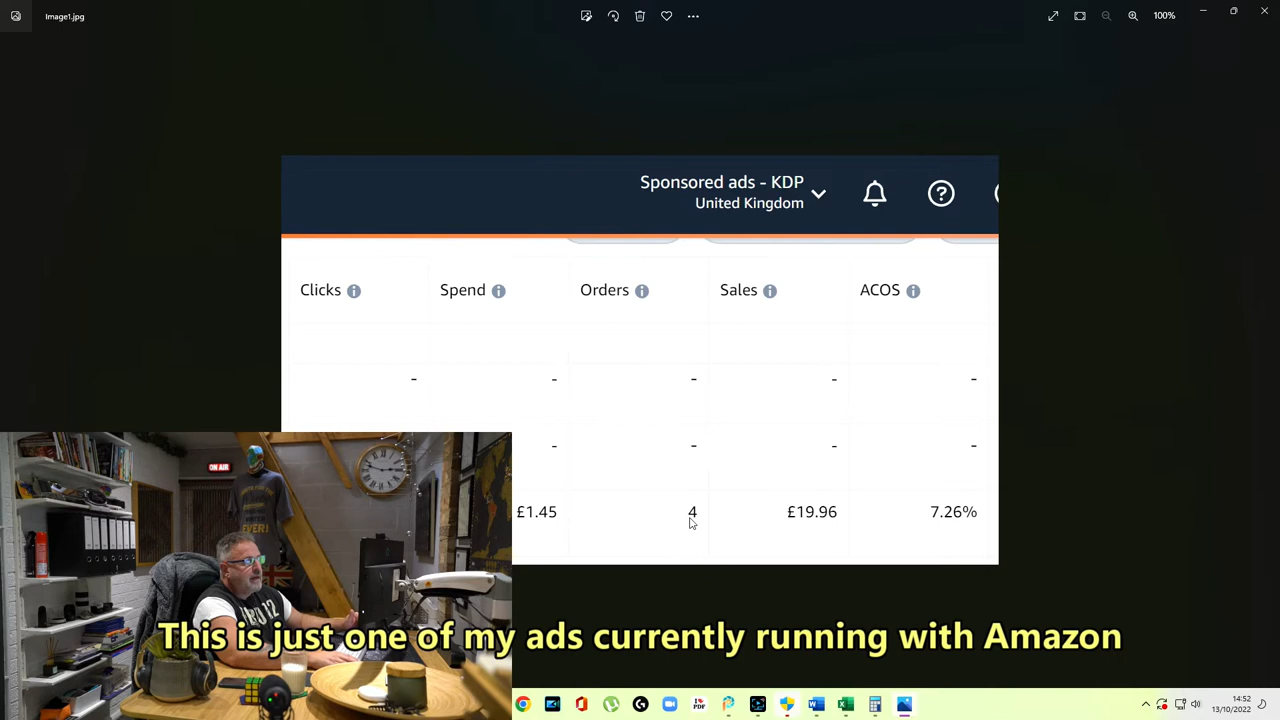 Image1.jpg
100%
Sponsored ads - KDP
United Kingdom
Clicks
Spend
Orders
Sales
ACOS
- - - - -
- - - -
£1.45 4 £19.96 7.26%
ON AIR
EVER!
This is just one of my ads currently running with Amazon
PDF
14:52
13/10/2022